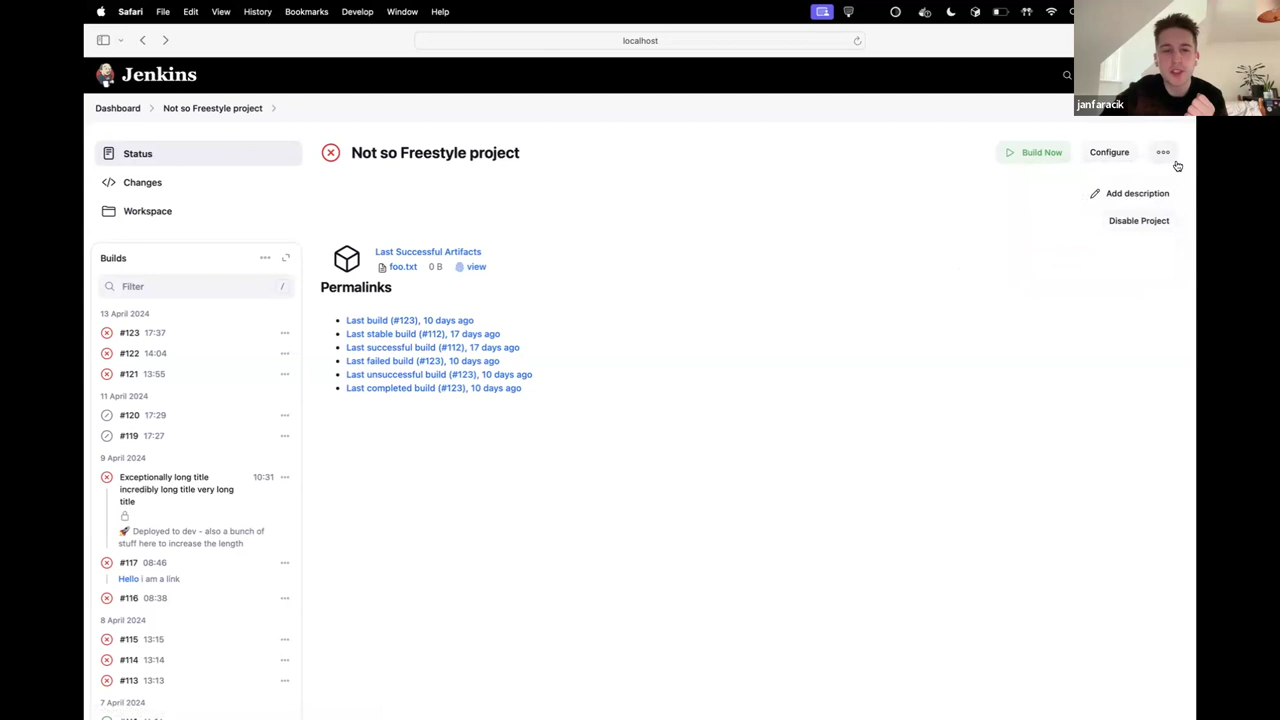 Safari File Edit View History Bookmarks Develop Window Help
localhost
Jenkins
janfaracik
Dashboard Not so Freestyle project
Status
Not so Freestyle project
Build Now
Configure
Changes
Add description
Workspace
Disable Project
Builds
Filter /
13 April 2024
#123 17:37
#122 14:04
#121 13:55
11 April 2024
#120 17:29
#119 17:27
9 April 2024
Exceptionally long title 10:31
incredibly long title very long
title
🚀 Deployed to dev - also a bunch of
stuff here to increase the length
#117 08:46
Hello i am a link
#116 08:38
8 April 2024
#115 13:15
#114 13:14
#113 13:13
7 April 2024
Last Successful Artifacts
foo.txt 0 B view
Permalinks
Last build (#123), 10 days ago
Last stable build (#112), 17 days ago
Last successful build (#112), 17 days ago
Last failed build (#123), 10 days ago
Last unsuccessful build (#123), 10 days ago
Last completed build (#123), 10 days ago